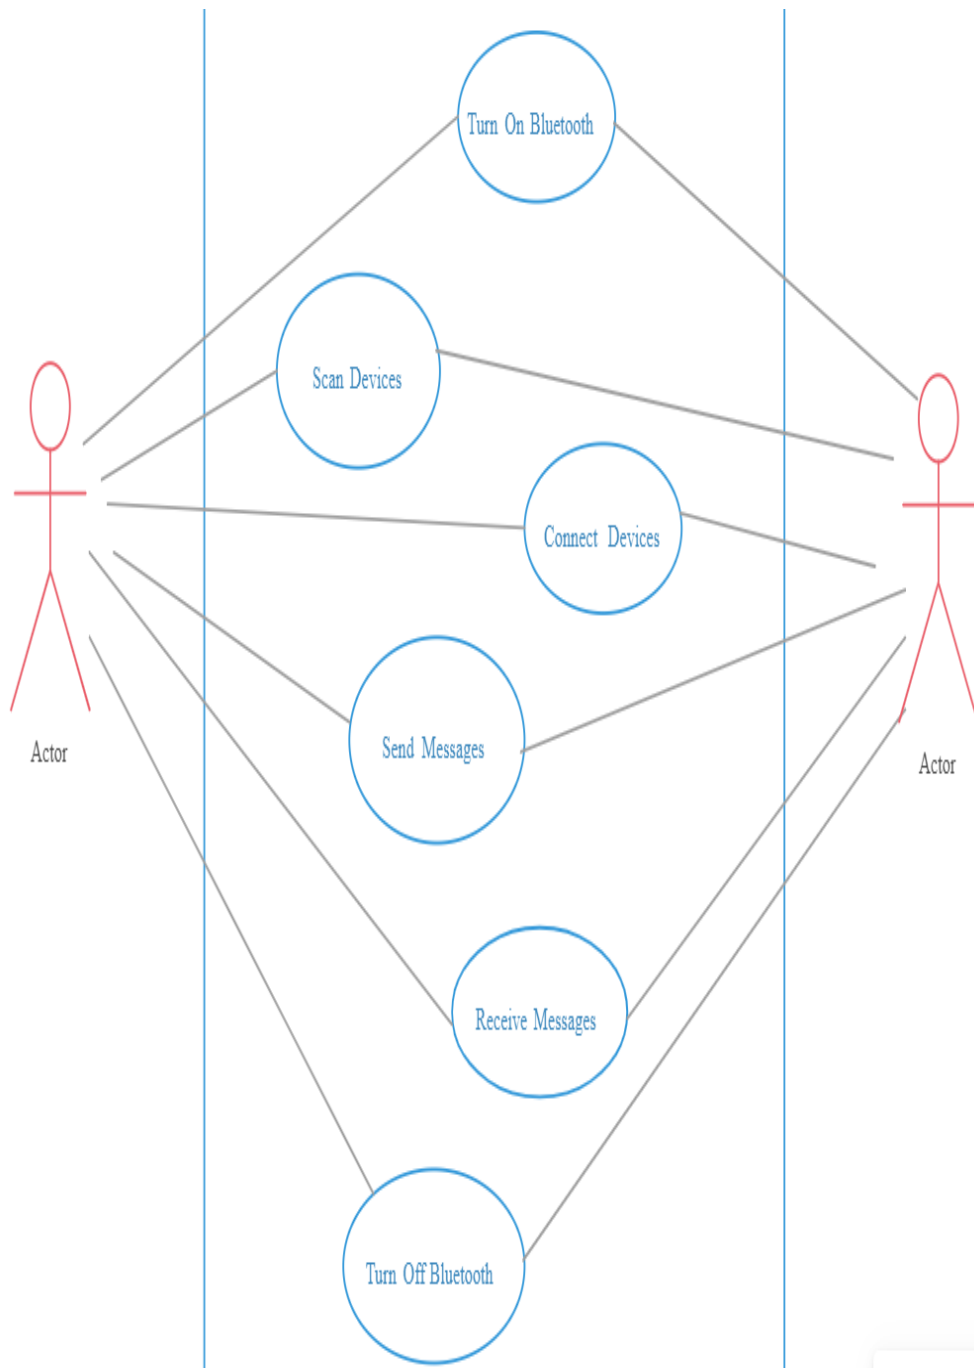 Turn On Bluetooth
Scan Devices
Connect Devices
Send Messages
Actor
Actor
Receive Messages
Turn Off Bluetooth